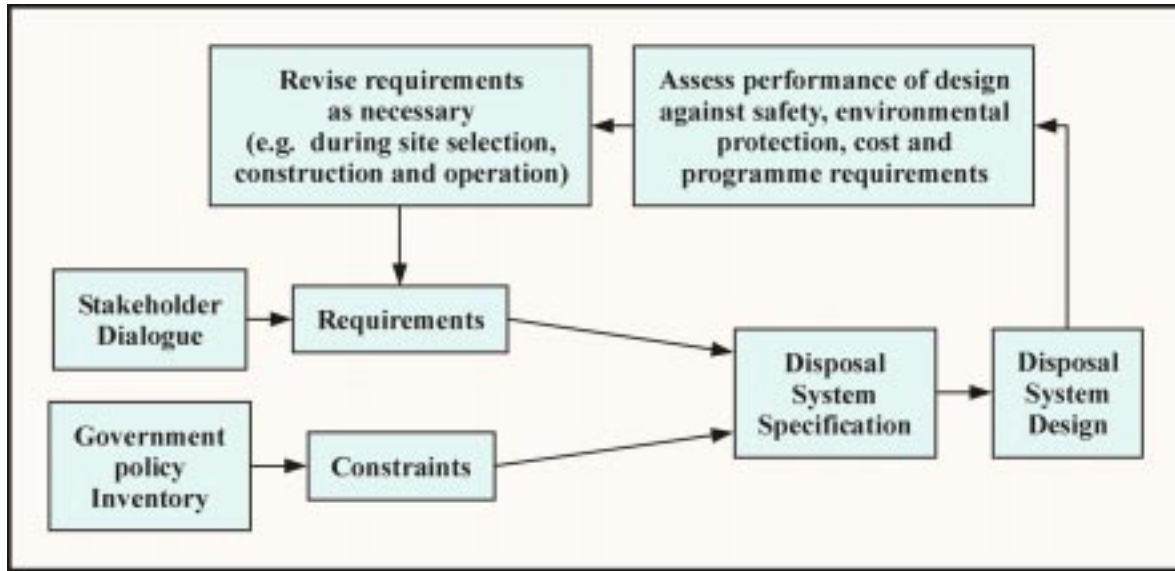 Revise requirements
as necessary
(e.g. during site selection,
construction and operation)
Assess performance of design
against safety, environmental
protection, cost and
programme requirements
Stakeholder
Dialogue
Requirements
Government
policy
Inventory
Constraints
Disposal
System
Specification
Disposal
System
Design